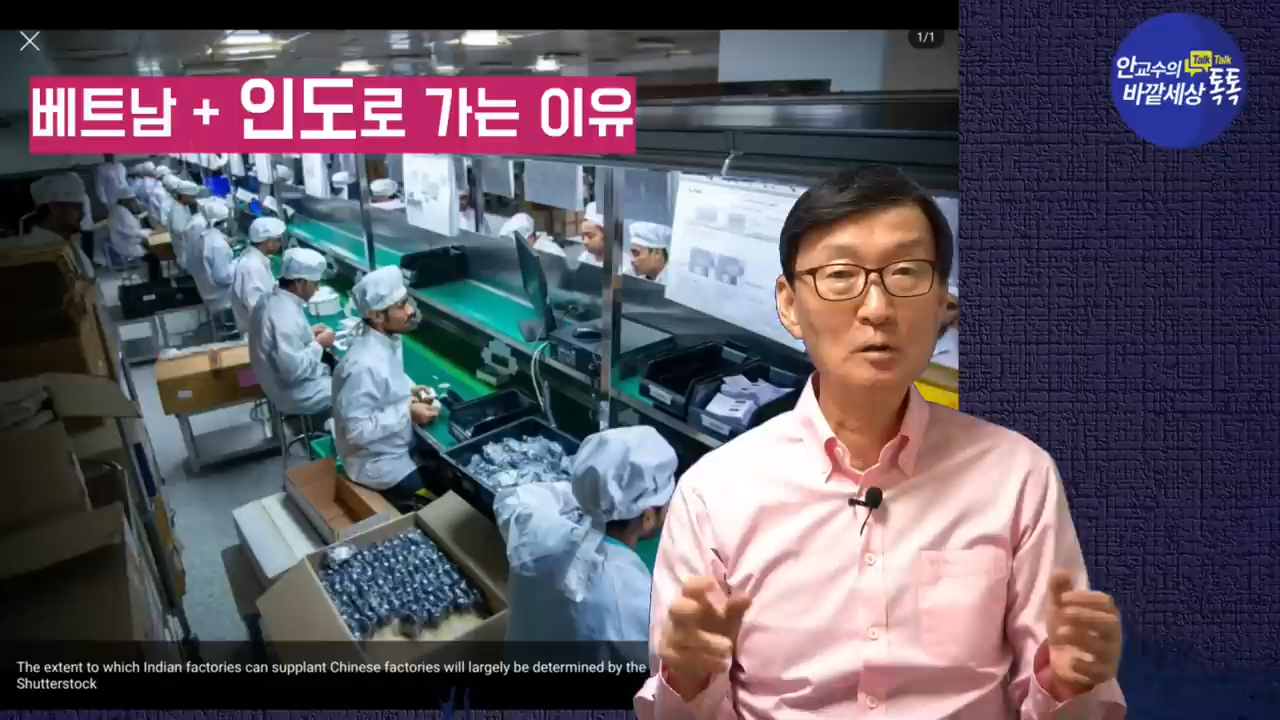 1/1
베트남 + 인도로 가는 이유
안교수의 Talk Talk
바깥세상 톡톡
The extent to which Indian factories can supplant Chinese factories will largely be determined by the
Shutterstock